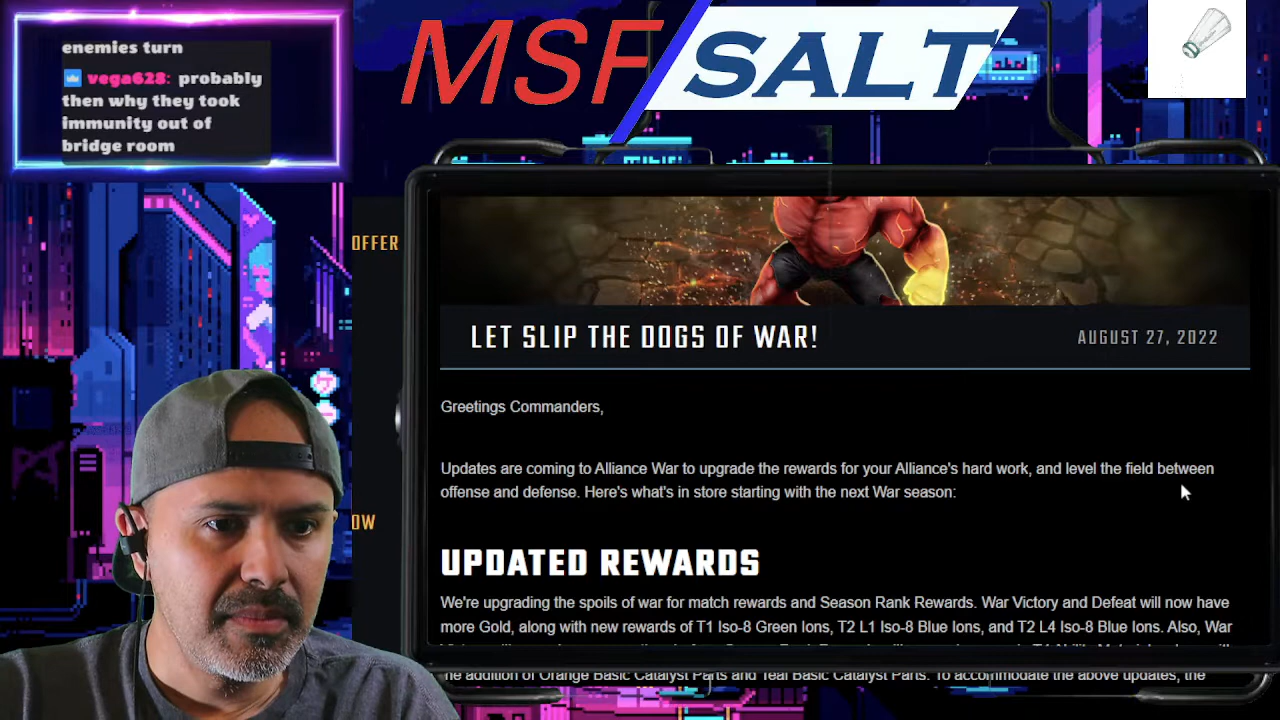 enemies turn
vega628: probably
then why they took
immunity out of
bridge room
MSF/SALT
OFFER
LET SLIP THE DOGS OF WAR!
AUGUST 27, 2022
Greetings Commanders,
Updates are coming to Alliance War to upgrade the rewards for your Alliance's hard work, and level the field between
offense and defense. Here's what's in store starting with the next War season:
OW
UPDATED REWARDS
We're upgrading the spoils of war for match rewards and Season Rank Rewards. War Victory and Defeat will now have
more Gold, along with new rewards of T1 Iso-8 Green Ions, T2 L1 Iso-8 Blue Ions, and T2 L4 Iso-8 Blue Ions. Also, War
the addition of Orange Basic Catalyst Parts and Teal Basic Catalyst Parts. To accommodate the above updates, the